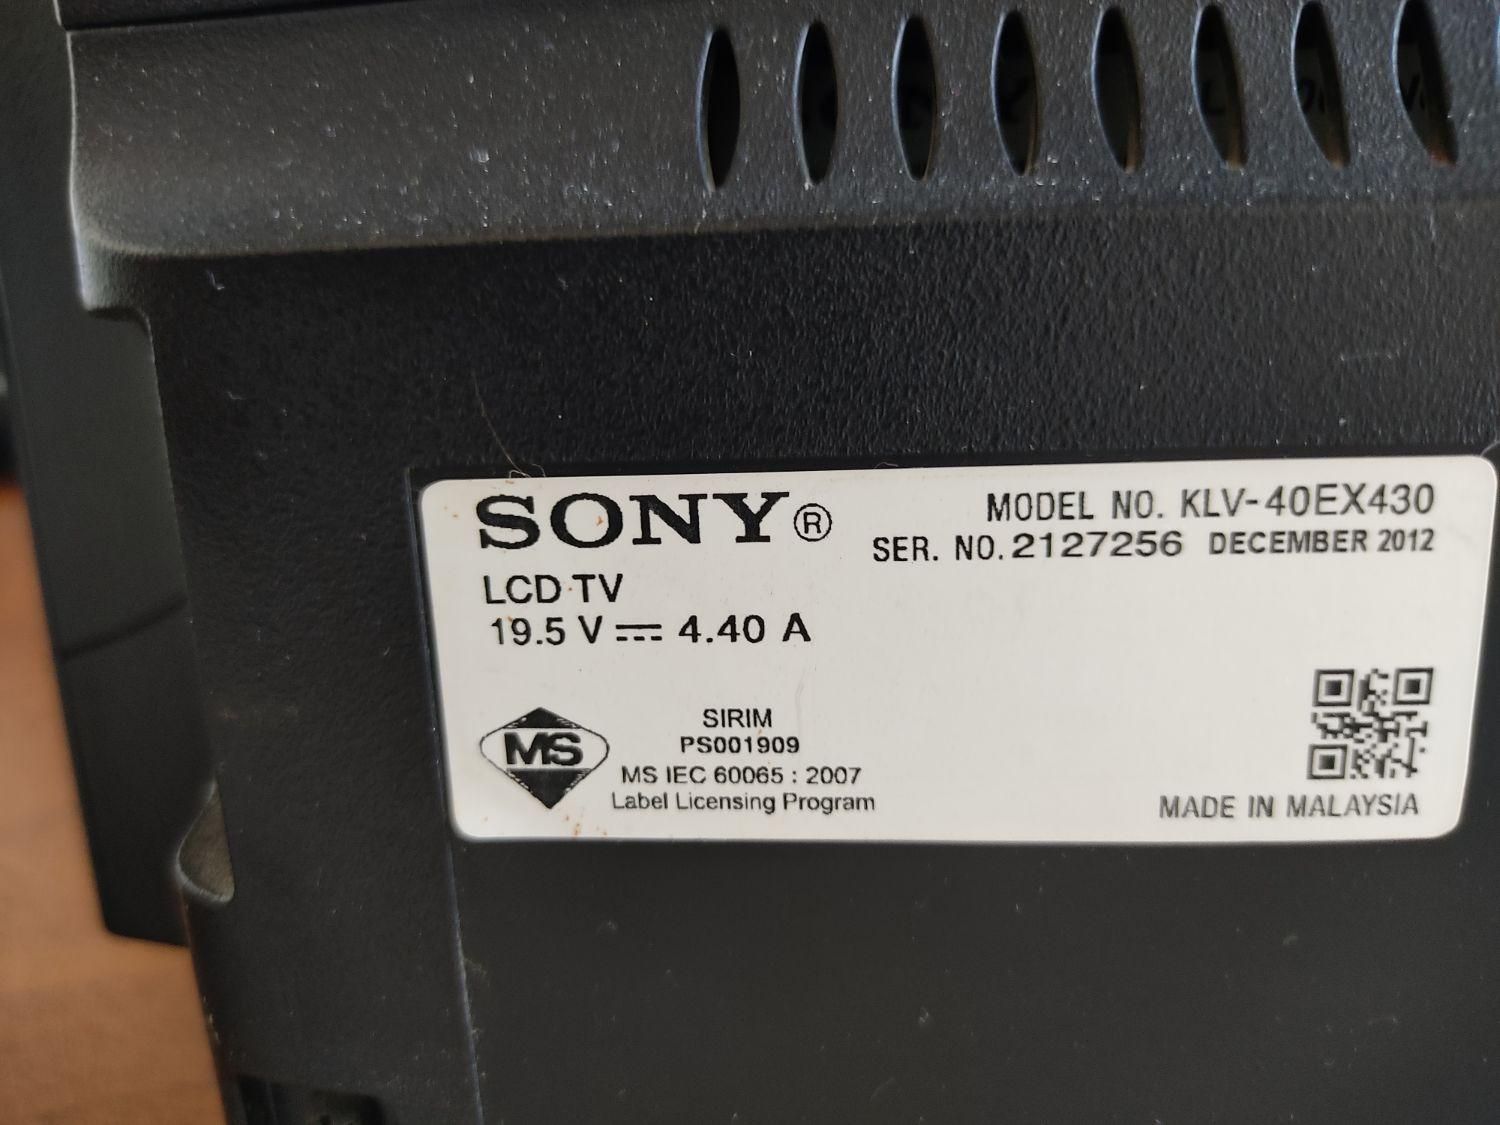 SONY®
MODEL NO. KLV-40EX430
SER. NO. 2127256 DECEMBER 2012
LCD TV
19.5 V ⎓ 4.40 A
MS
SIRIM
PS001909
MS IEC 60065 : 2007
Label Licensing Program
MADE IN MALAYSIA